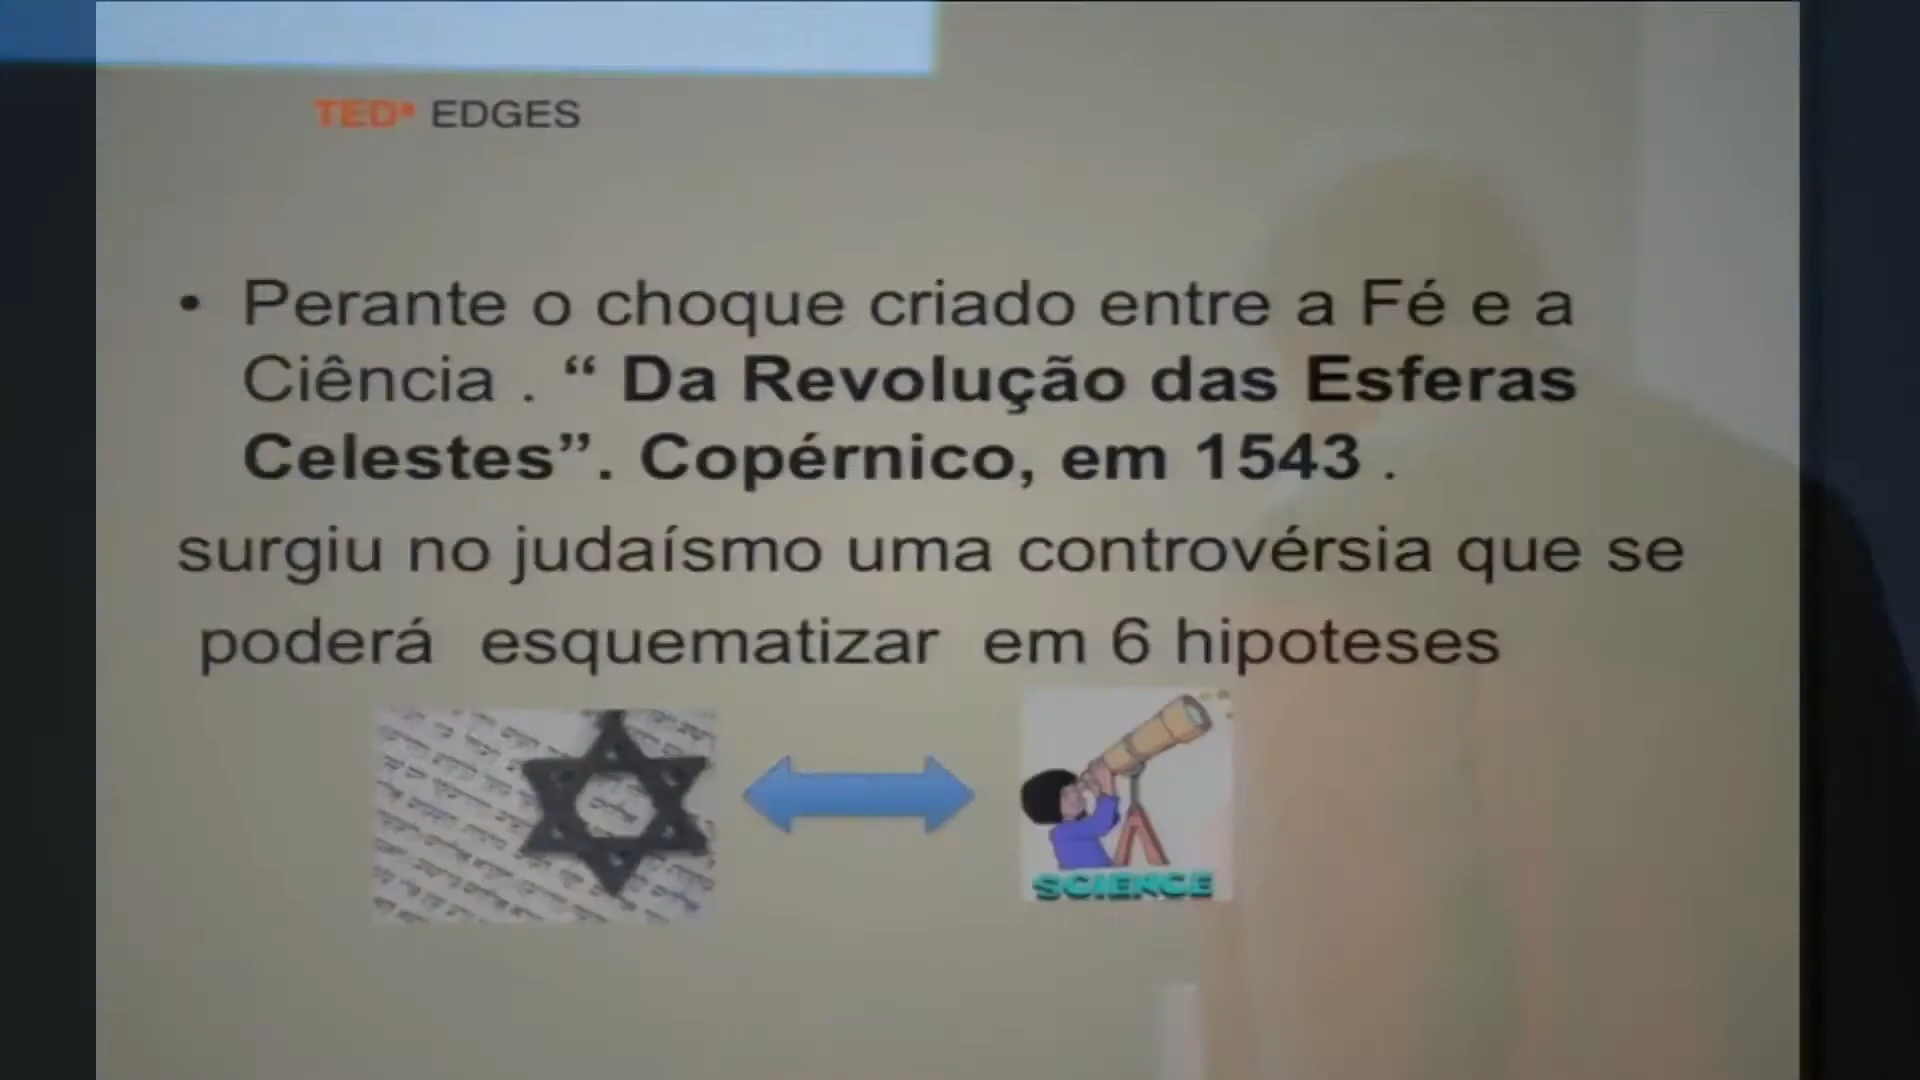 TEDx EDGES
• Perante o choque criado entre a Fé e a
Ciência . “ Da Revolução das Esferas
Celestes”. Copérnico, em 1543 .
surgiu no judaísmo uma controvérsia que se
poderá esquematizar em 6 hipoteses
SCIENCE